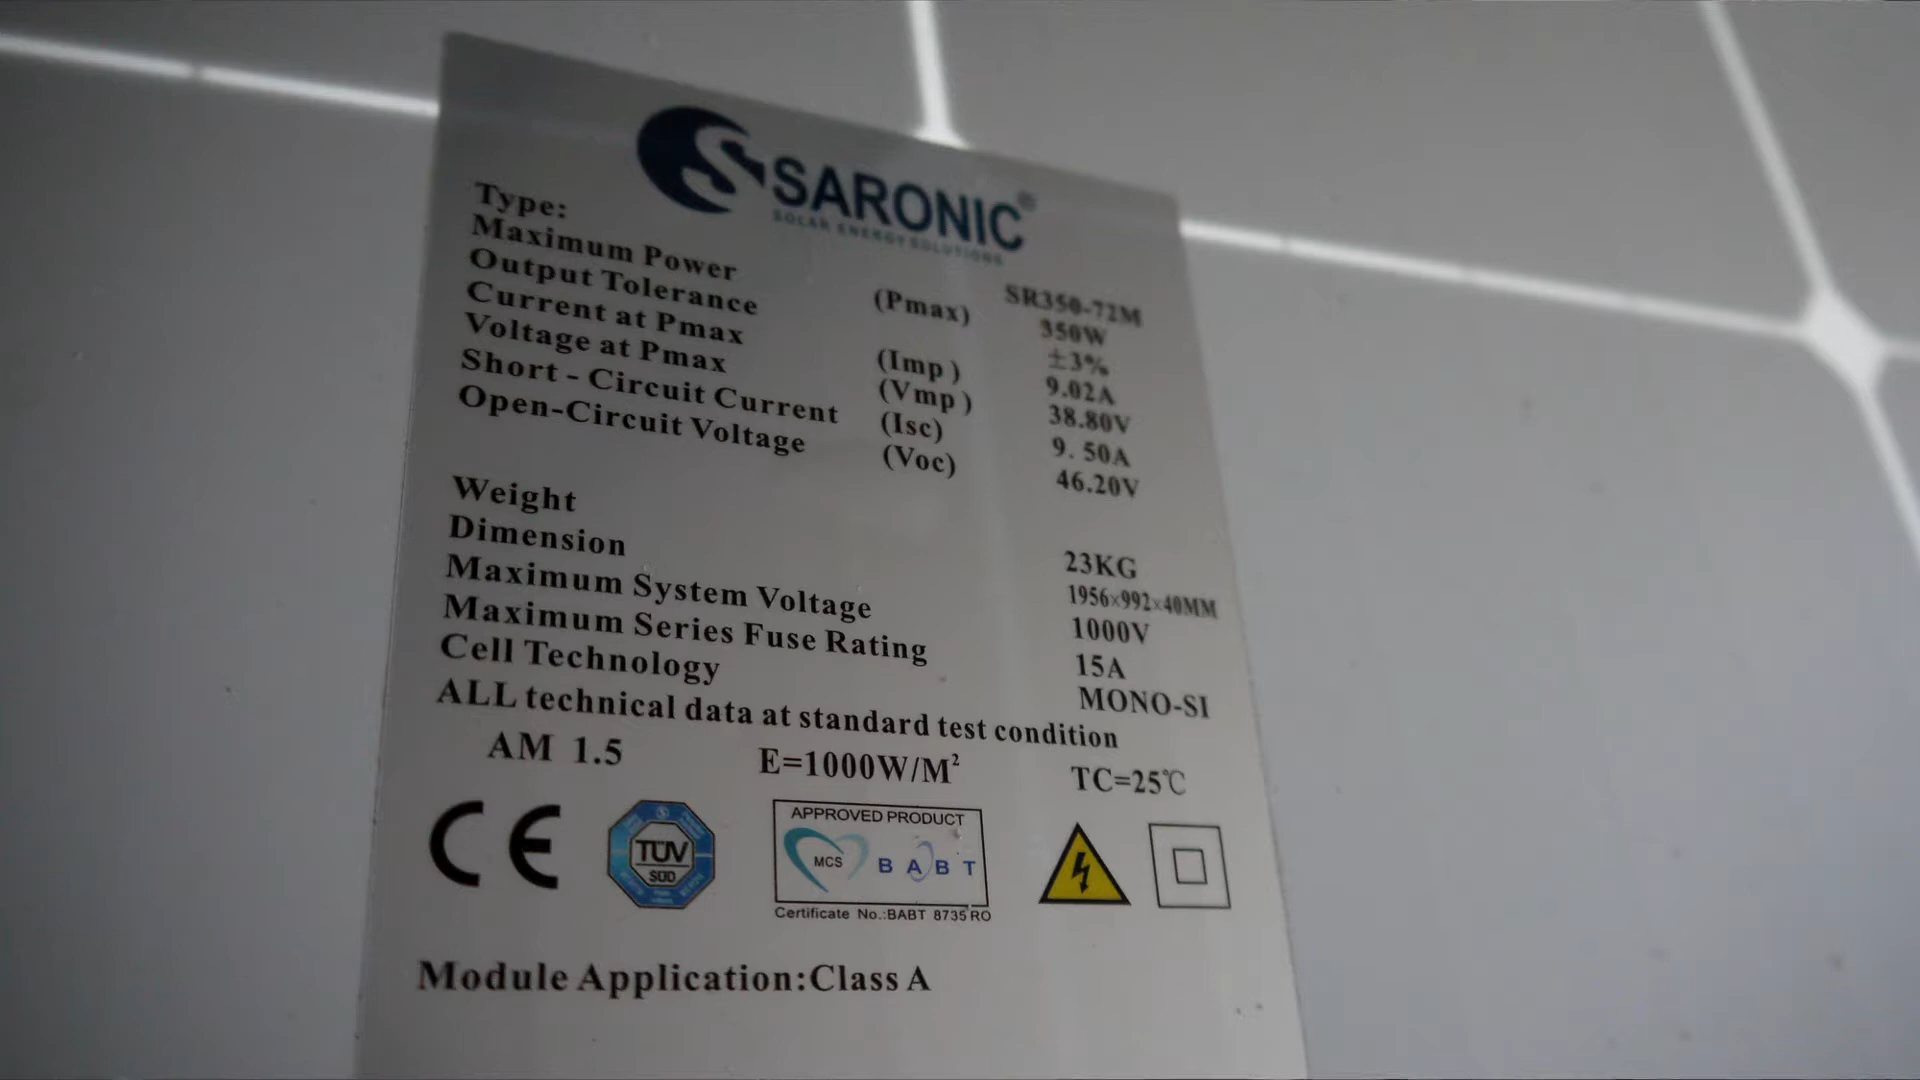 SARONIC®
SOLAR ENERGY SOLUTIONS
Type: SR350-72M
Maximum Power (Pmax) 350W
Output Tolerance ±3%
Current at Pmax (Imp) 9.02A
Voltage at Pmax (Vmp) 38.80V
Short - Circuit Current (Isc) 9.50A
Open-Circuit Voltage (Voc) 46.20V
Weight 23KG
Dimension 1956×992×40MM
Maximum System Voltage 1000V
Maximum Series Fuse Rating 15A
Cell Technology MONO-SI
ALL technical data at standard test condition
AM 1.5 E=1000W/M² TC=25℃
CE
TÜV
SÜD
APPROVED PRODUCT
MCS BABT
Certificate No.:BABT 8735 RO
Module Application:Class A